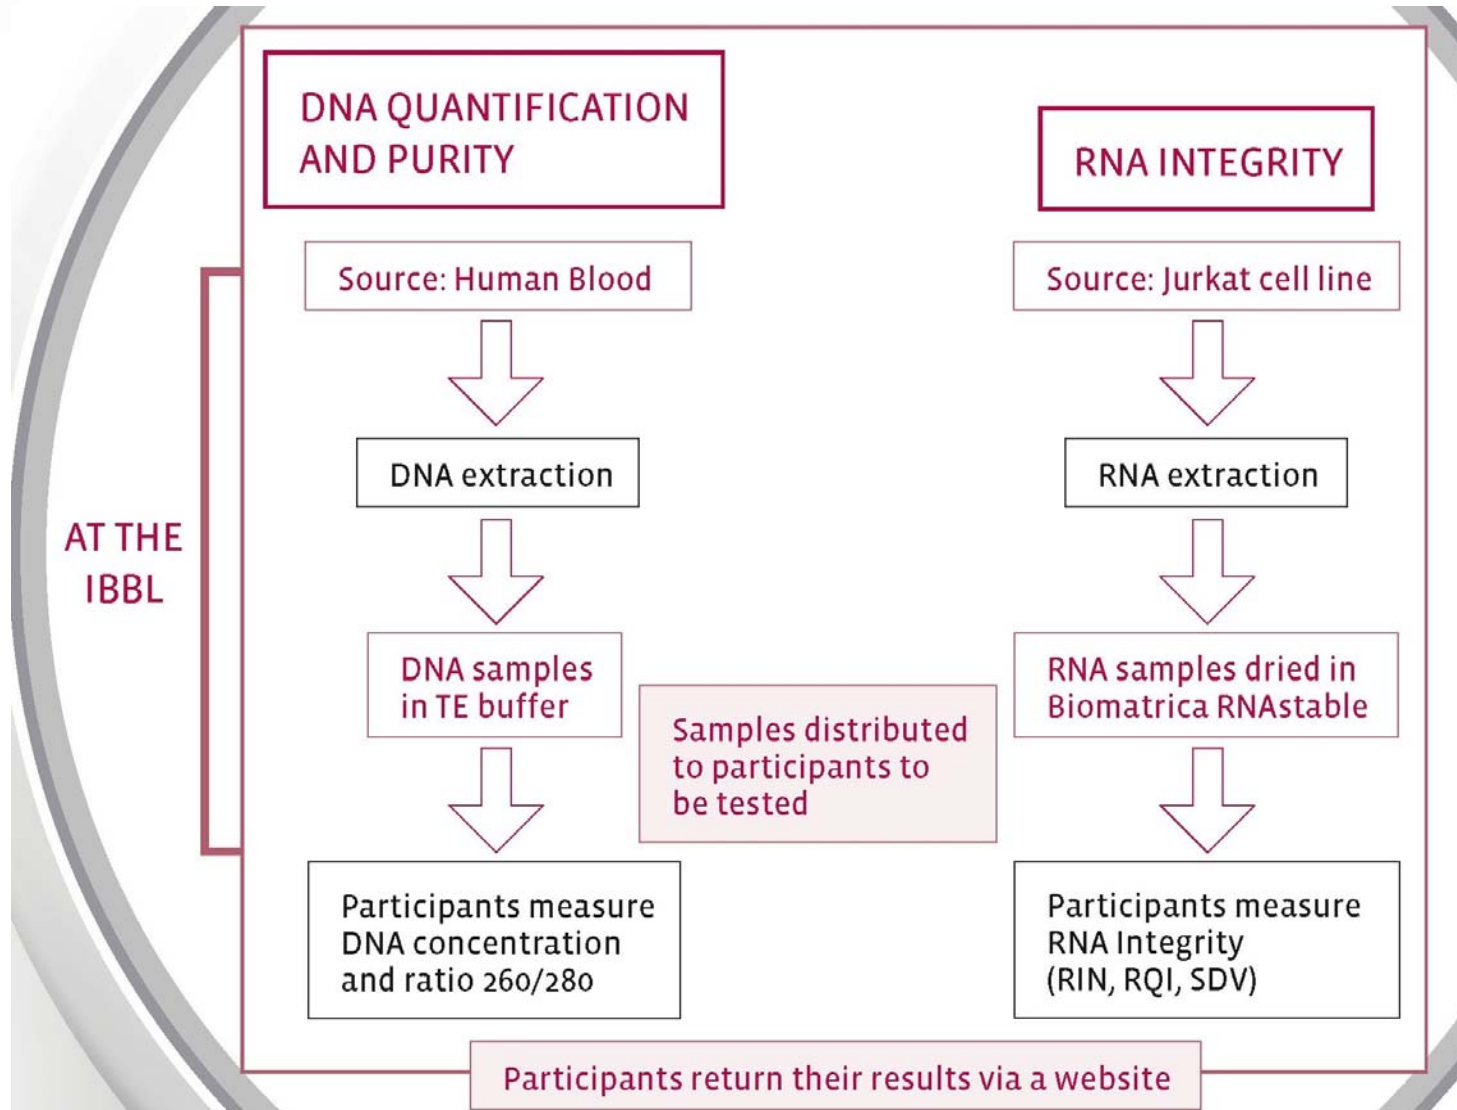 DNA QUANTIFICATION
AND PURITY
RNA INTEGRITY
Source: Human Blood
Source: Jurkat cell line
DNA extraction
RNA extraction
AT THE
IBBL
DNA samples
in TE buffer
RNA samples dried in
Biomatrica RNAstable
Samples distributed
to participants to
be tested
Participants measure
DNA concentration
and ratio 260/280
Participants measure
RNA Integrity
(RIN, RQI, SDV)
Participants return their results via a website